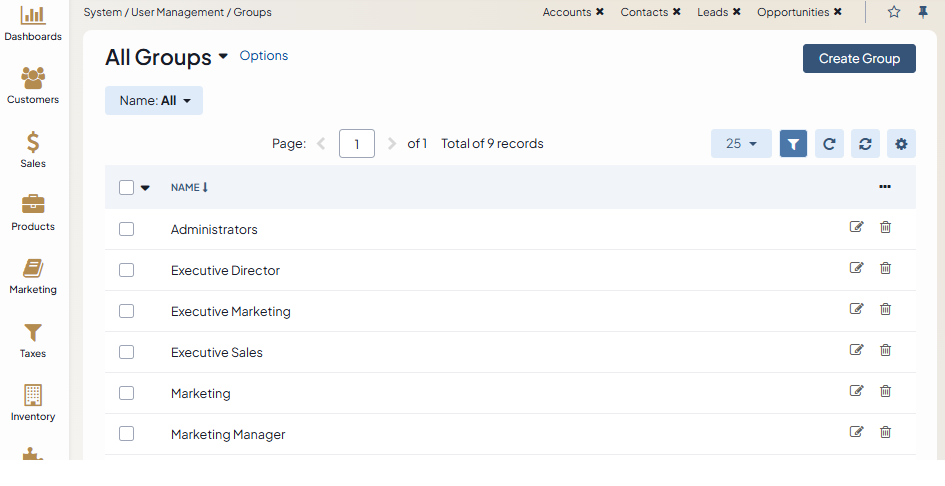 System / User Management / Groups
Accounts ✖ Contacts ✖ Leads ✖ Opportunities ✖
Dashboards
Customers
Sales
Products
Marketing
Taxes
Inventory
All Groups Options
Create Group
Name: All
Page: 1 of 1 Total of 9 records
25
NAME
Administrators
Executive Director
Executive Marketing
Executive Sales
Marketing
Marketing Manager